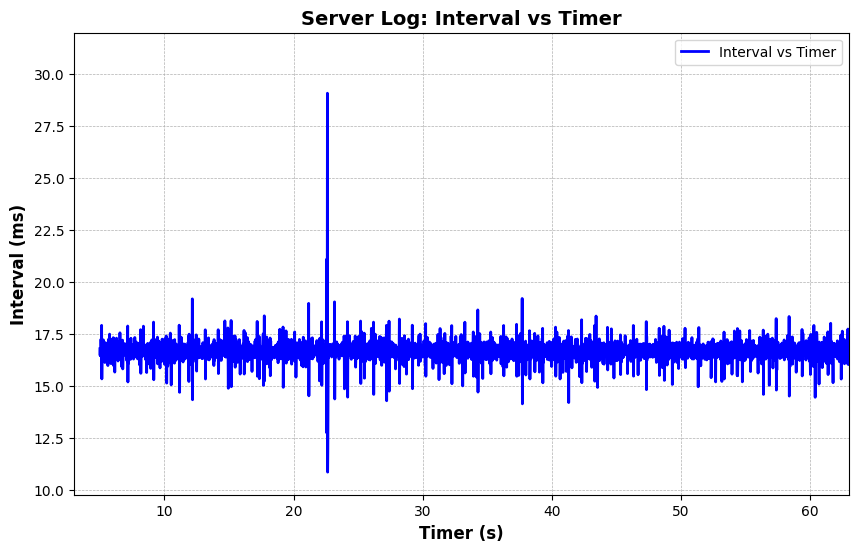 Server Log: Interval vs Timer
Interval vs Timer
30.0
27.5
25.0
22.5
20.0
17.5
15.0
12.5
10.0
Interval (ms)
10 20 30 40 50 60
Timer (s)